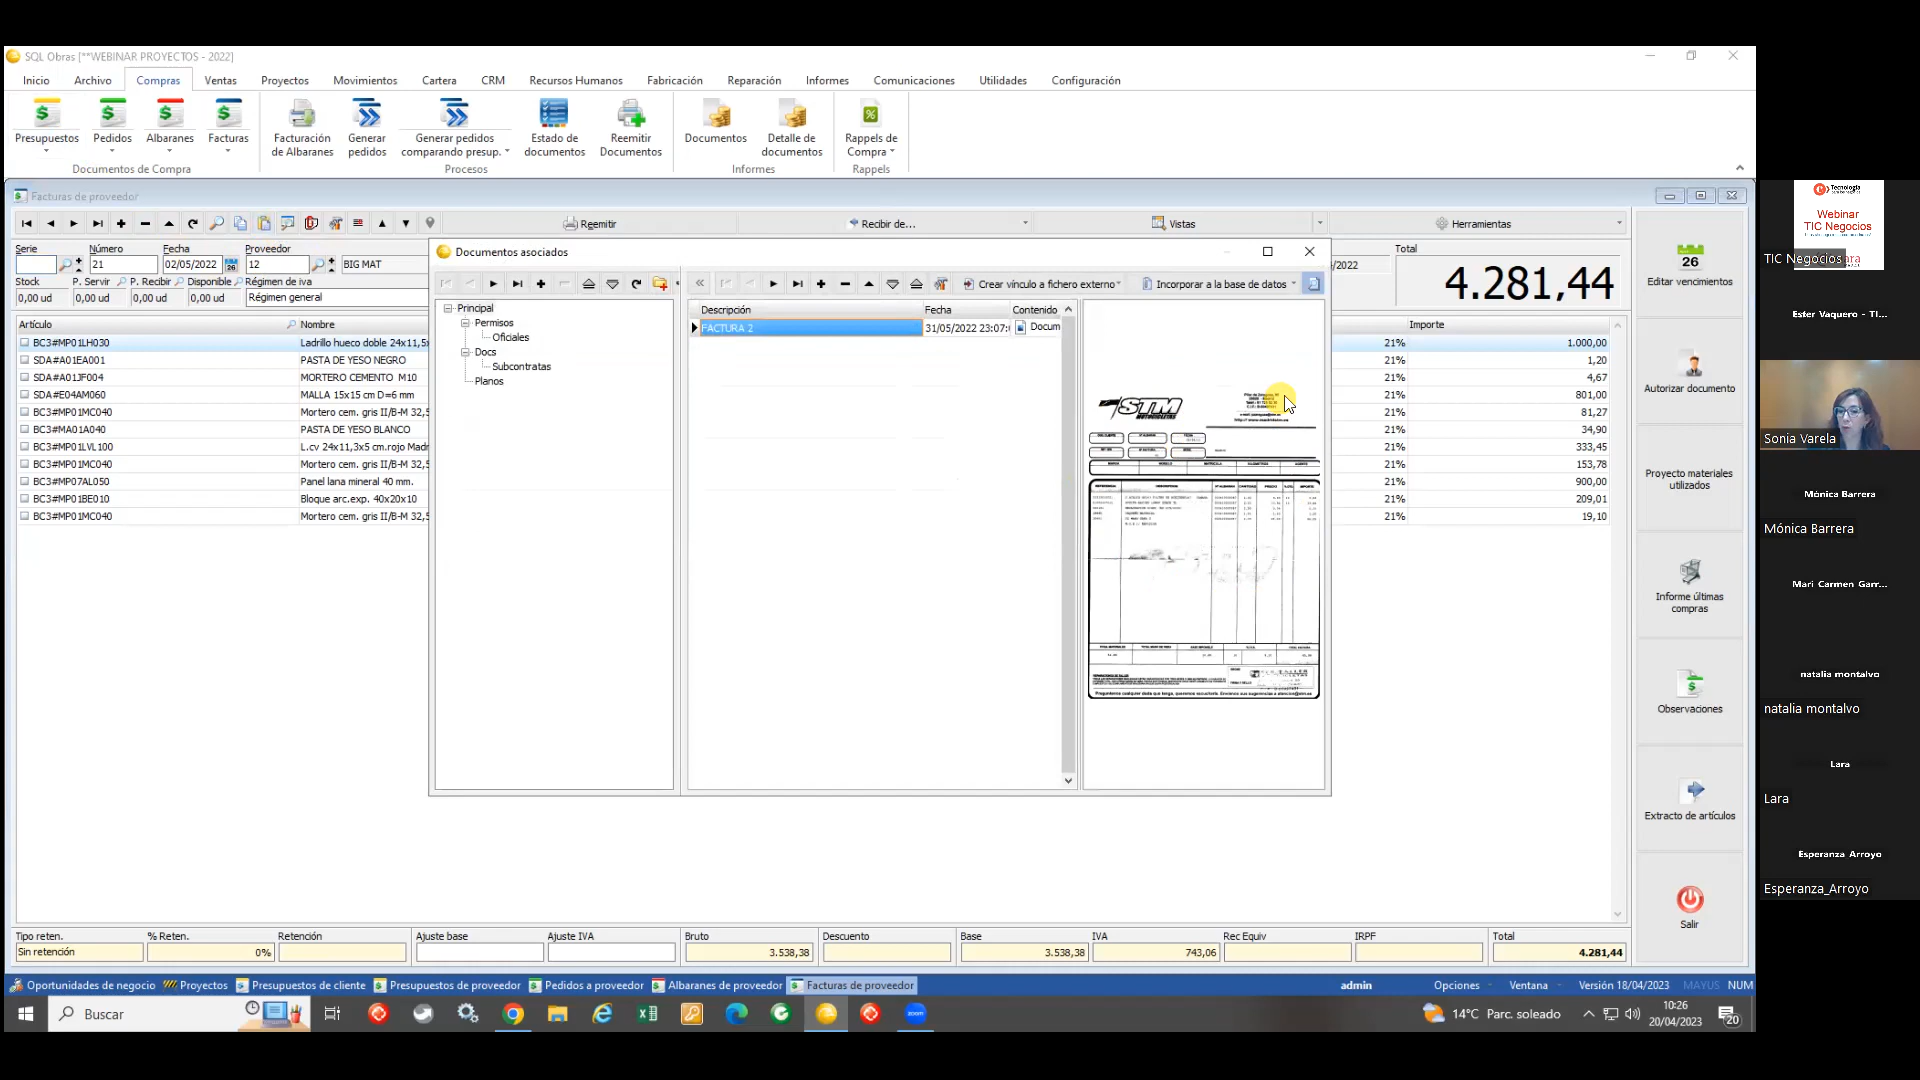 SQL Obras [**WEBINAR PROYECTOS - 2022]
Inicio Archivo Compras Ventas Proyectos Movimientos Cartera CRM Recursos Humanos Fabricación Reparación Informes Comunicaciones Utilidades Configuración
Presupuestos Pedidos Albaranes Facturas
Facturación de Albaranes
Generar pedidos
Generar pedidos comparando presup.
Estado de documentos
Reemitir Documentos
Documentos
Detalle de documentos
Rappels de Compra
Documentos de Compra Procesos Informes Rappels
Facturas de proveedor
Reemitir Recibir de... Vistas Herramientas
Serie Número Fecha Proveedor
21 02/05/2022 26 12 BIG MAT
Stock P. Servir P. Recibir Disponible Régimen de iva
0,00 ud 0,00 ud 0,00 ud 0,00 ud Régimen general
/2022
Total
4.281,44
Artículo Nombre Importe
BC3#MP01LH030 Ladrillo hueco doble 24x11,5x 21% 1.000,00
SDA#A01EA001 PASTA DE YESO NEGRO 21% 1,20
SDA#A01JF004 MORTERO CEMENTO M10 21% 4,67
SDA#E04AM060 MALLA 15x15 cm D=6 mm 21% 801,00
BC3#MP01MC040 Mortero cem. gris II/B-M 32,5 21% 81,27
BC3#MA01A040 PASTA DE YESO BLANCO 21% 34,90
BC3#MP01LVL100 L.cv 24x11,3x5 cm.rojo Madr 21% 333,45
BC3#MP01MC040 Mortero cem. gris II/B-M 32,5 21% 153,78
BC3#MP07AL050 Panel lana mineral 40 mm. 21% 900,00
BC3#MP01BE010 Bloque arc.exp. 40x20x10 21% 209,01
BC3#MP01MC040 Mortero cem. gris II/B-M 32,5 21% 19,10
Documentos asociados
Crear vínculo a fichero externo Incorporar a la base de datos
Principal
Permisos
Oficiales
Docs
Subcontratas
Planos
Descripción Fecha Contenido
FACTURA 2 31/05/2022 23:07: Docum
STM
MOTOCICLETAS
26
Editar vencimientos
Autorizar documento
Proyecto materiales utilizados
Informe últimas compras
Observaciones
Extracto de artículos
Salir
Tipo reten. % Reten. Retención Ajuste base Ajuste IVA Bruto Descuento Base IVA Rec Equiv IRPF Total
Sin retención 0% 3.538,38 3.538,38 743,06 4.281,44
Oportunidades de negocio Proyectos Presupuestos de cliente Presupuestos de proveedor Pedidos a proveedor Albaranes de proveedor Facturas de proveedor
admin Opciones Ventana Versión 18/04/2023 MAYUS NUM
Buscar
zoom
14°C Parc. soleado
10:26
20/04/2023
20
Tecnología
Webinar
TIC Negocios
TIC Negocios
ara
Ester Vaquero - TI...
Sonia Varela
Mónica Barrera
Mónica Barrera
Mari Carmen Garr...
natalia montalvo
natalia montalvo
Lara
Lara
Esperanza Arroyo
Esperanza_Arroyo